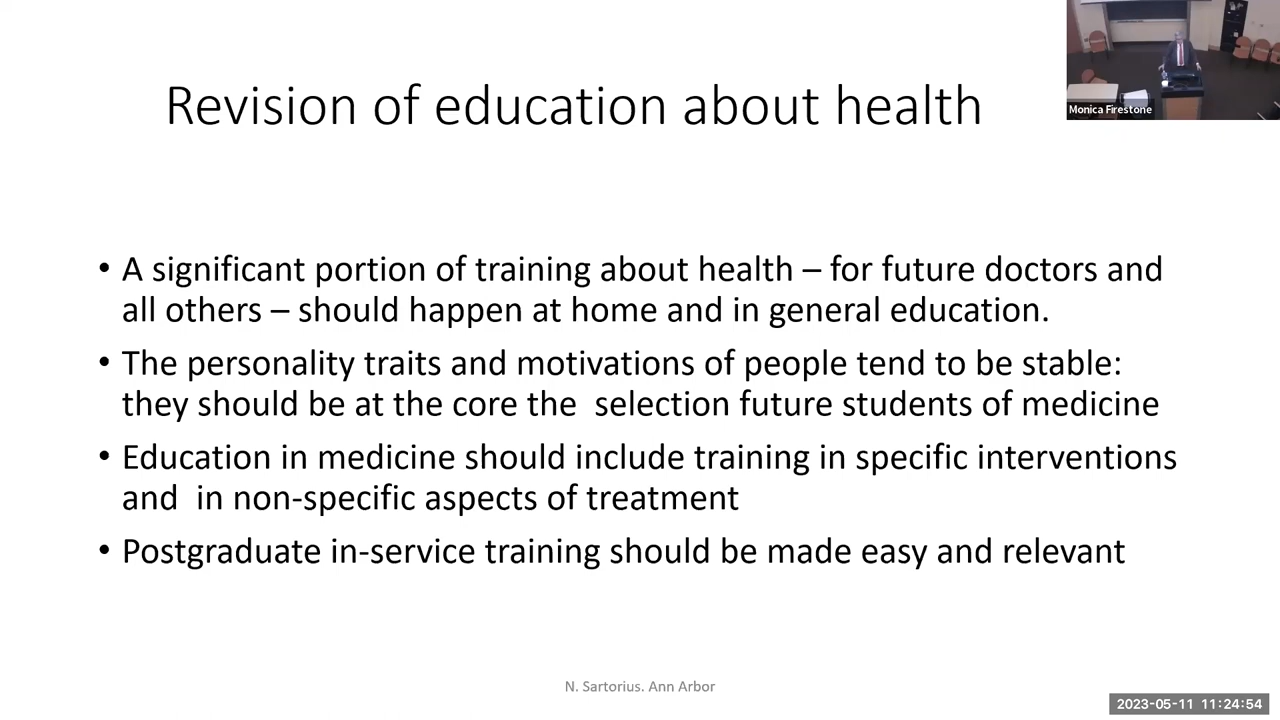 Revision of education about health
Monica Firestone
• A significant portion of training about health – for future doctors and
all others – should happen at home and in general education.
• The personality traits and motivations of people tend to be stable:
they should be at the core the  selection future students of medicine
• Education in medicine should include training in specific interventions
and  in non-specific aspects of treatment
• Postgraduate in-service training should be made easy and relevant
N. Sartorius. Ann Arbor
2023-05-11 11:24:54